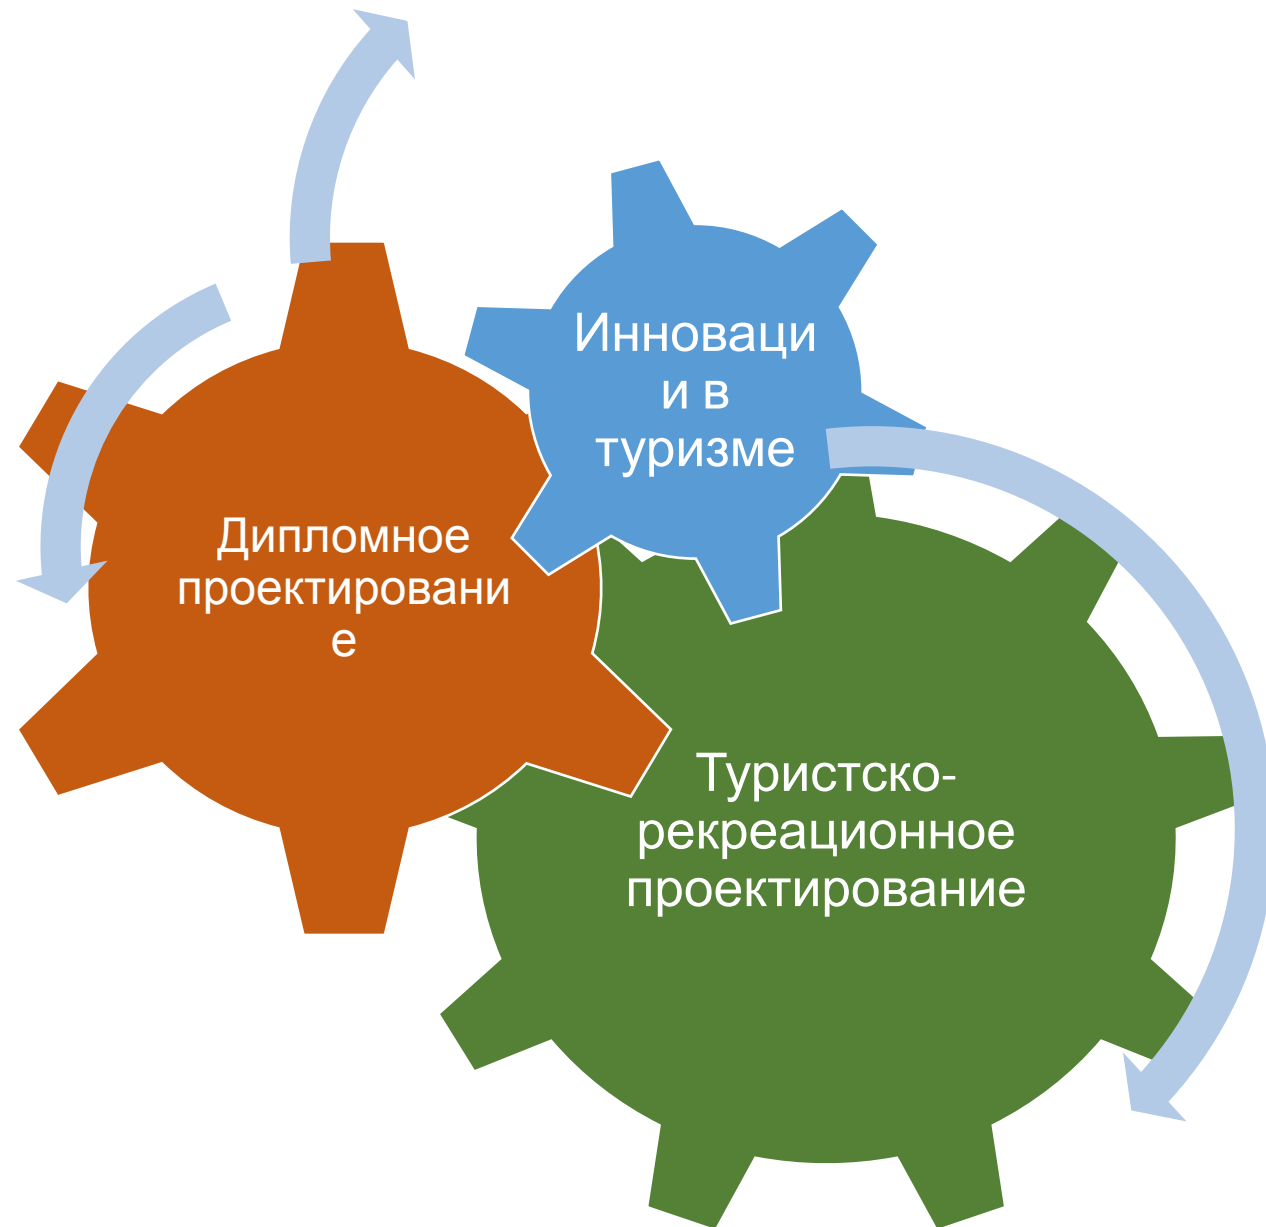 Инноваци
и в
туризме
Дипломное
проектировани
е
Туристско-
рекреационное
проектирование